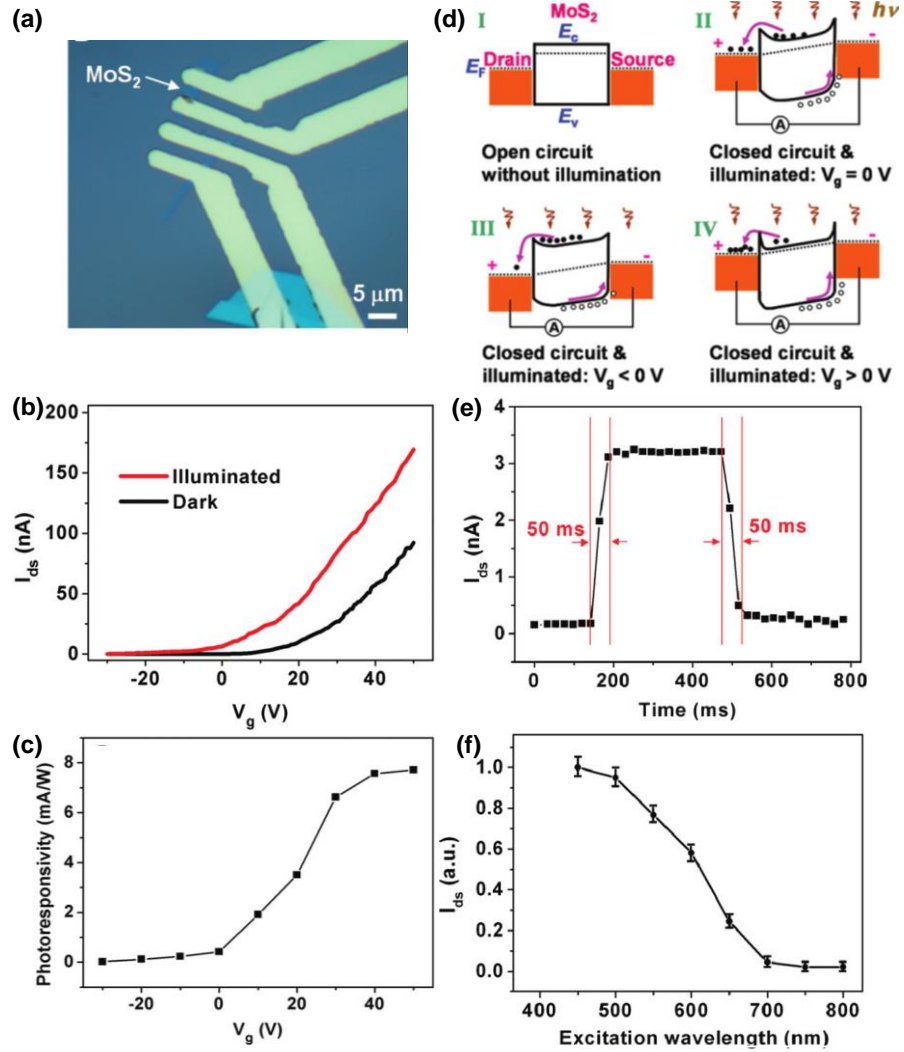 (a)
MoS2
5 μm
(d)
I
MoS2
Ec
EF
Drain
Source
Ev
Open circuit
without illumination
II
hν
+
-
A
Closed circuit &
illuminated: Vg = 0 V
III
+
-
A
Closed circuit &
illuminated: Vg < 0 V
IV
+
-
A
Closed circuit &
illuminated: Vg > 0 V
(b)
200
150
100
50
0
Ids (nA)
Illuminated
Dark
-20
0
20
40
Vg (V)
(e)
4
3
2
1
0
Ids (nA)
50 ms
50 ms
0
200
400
600
800
Time (ms)
(c)
8
6
4
2
0
Photoresponsivity (mA/W)
-20
0
20
40
Vg (V)
(f)
1.0
0.8
0.6
0.4
0.2
0.0
Ids (a.u.)
400
500
600
700
800
Excitation wavelength (nm)